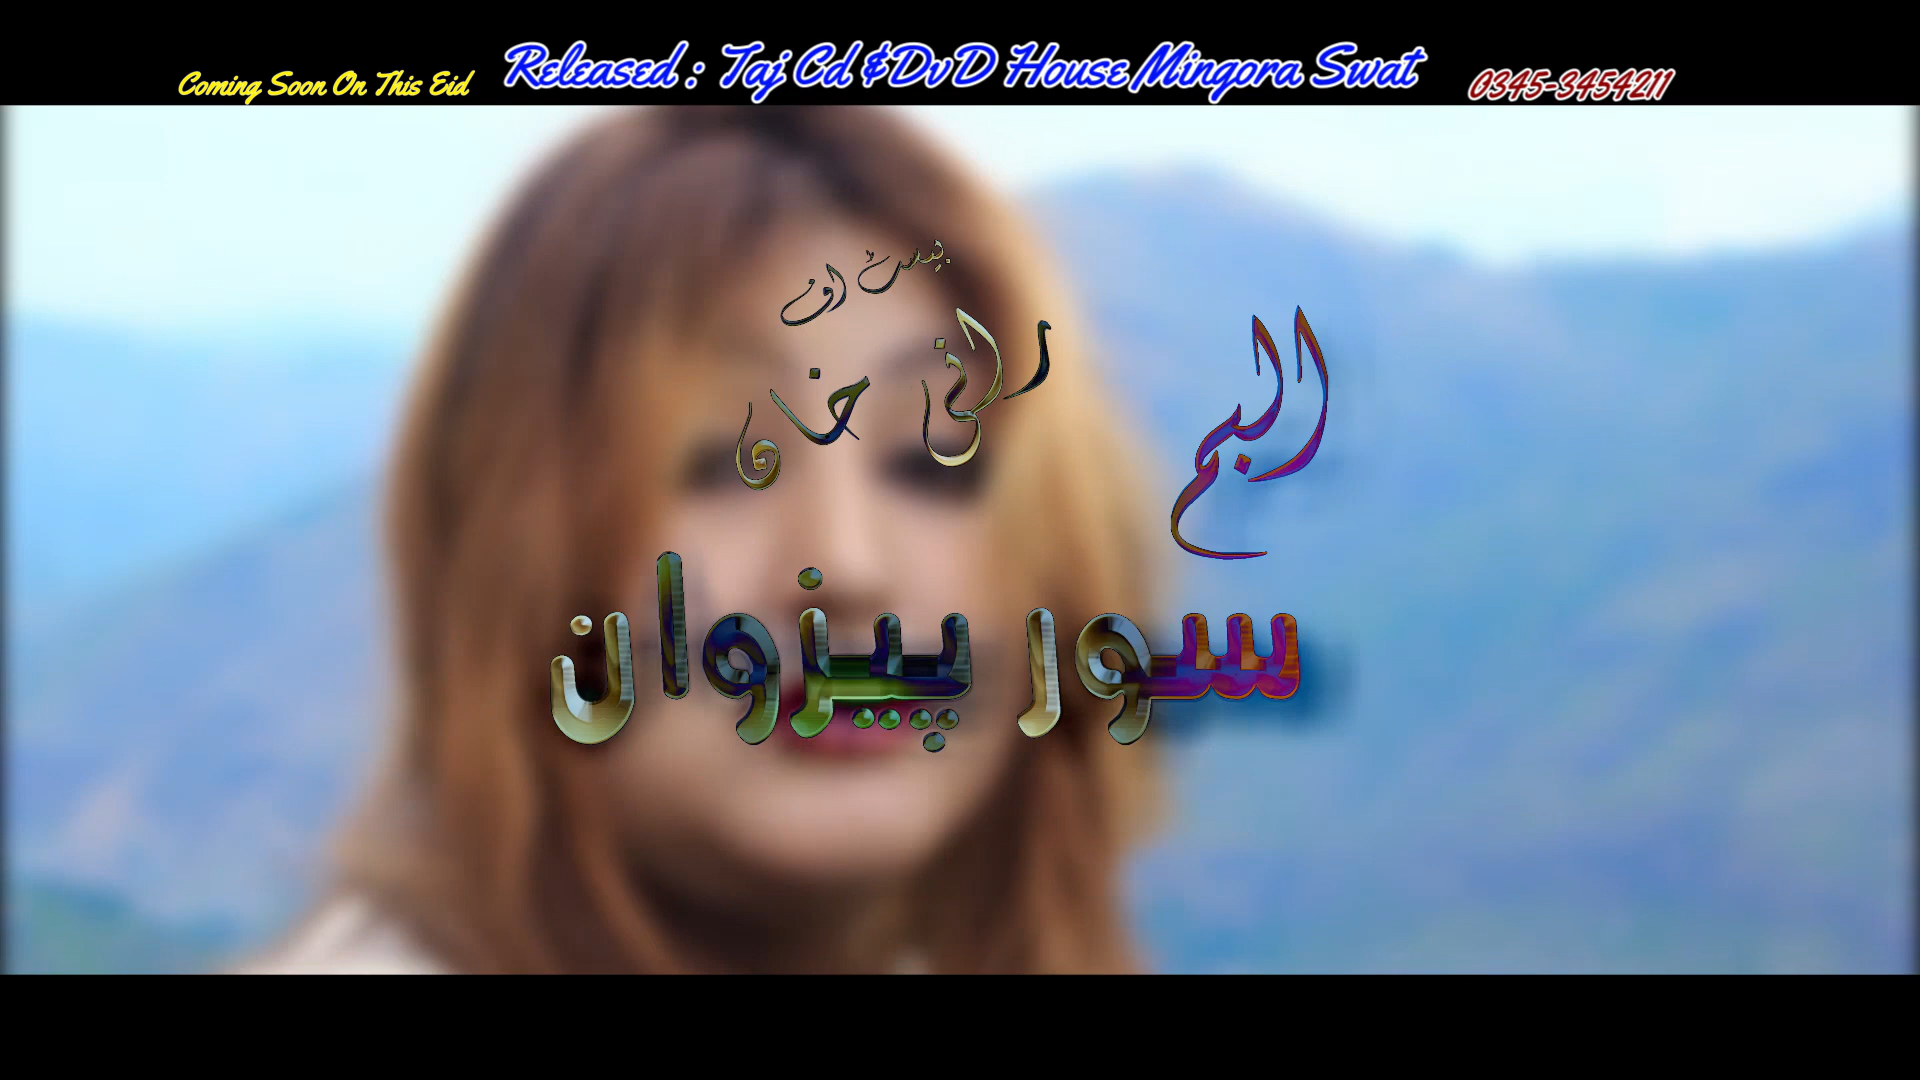 Coming Soon On This Eid
Released : Taj Cd & DvD House Mingora Swat
0345-3454211
بیسٹ اف
رانی خان
البم
سور پیزوان